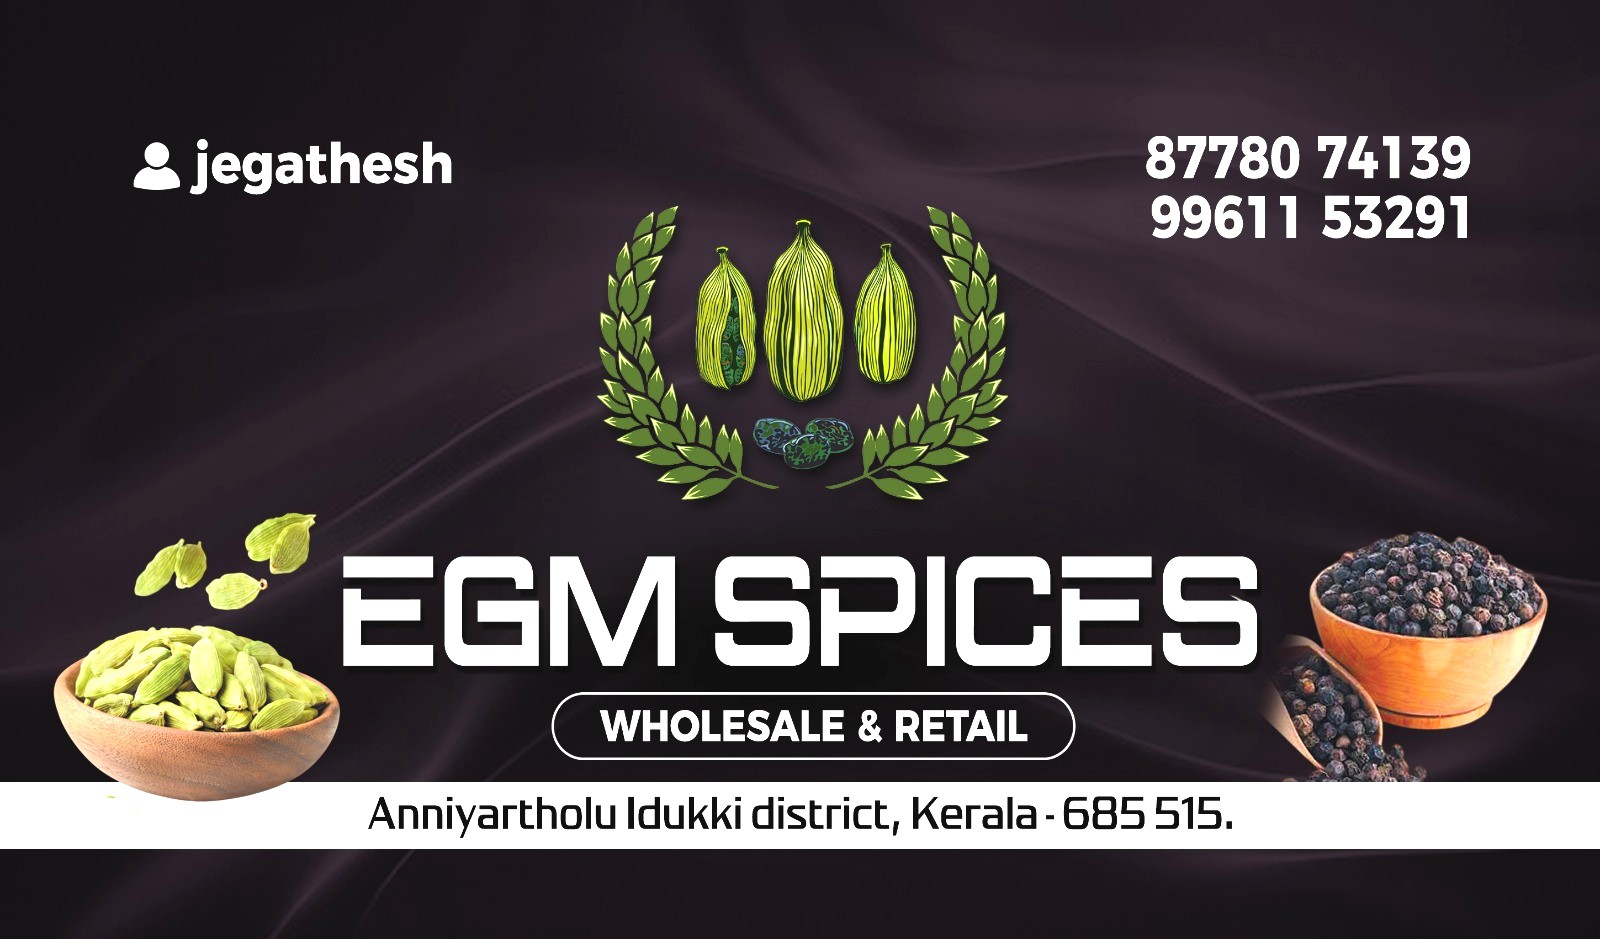 jegathesh
87780 74139
99611 53291
EGM SPICES
WHOLESALE & RETAIL
Anniyartholu Idukki district, Kerala - 685 515.